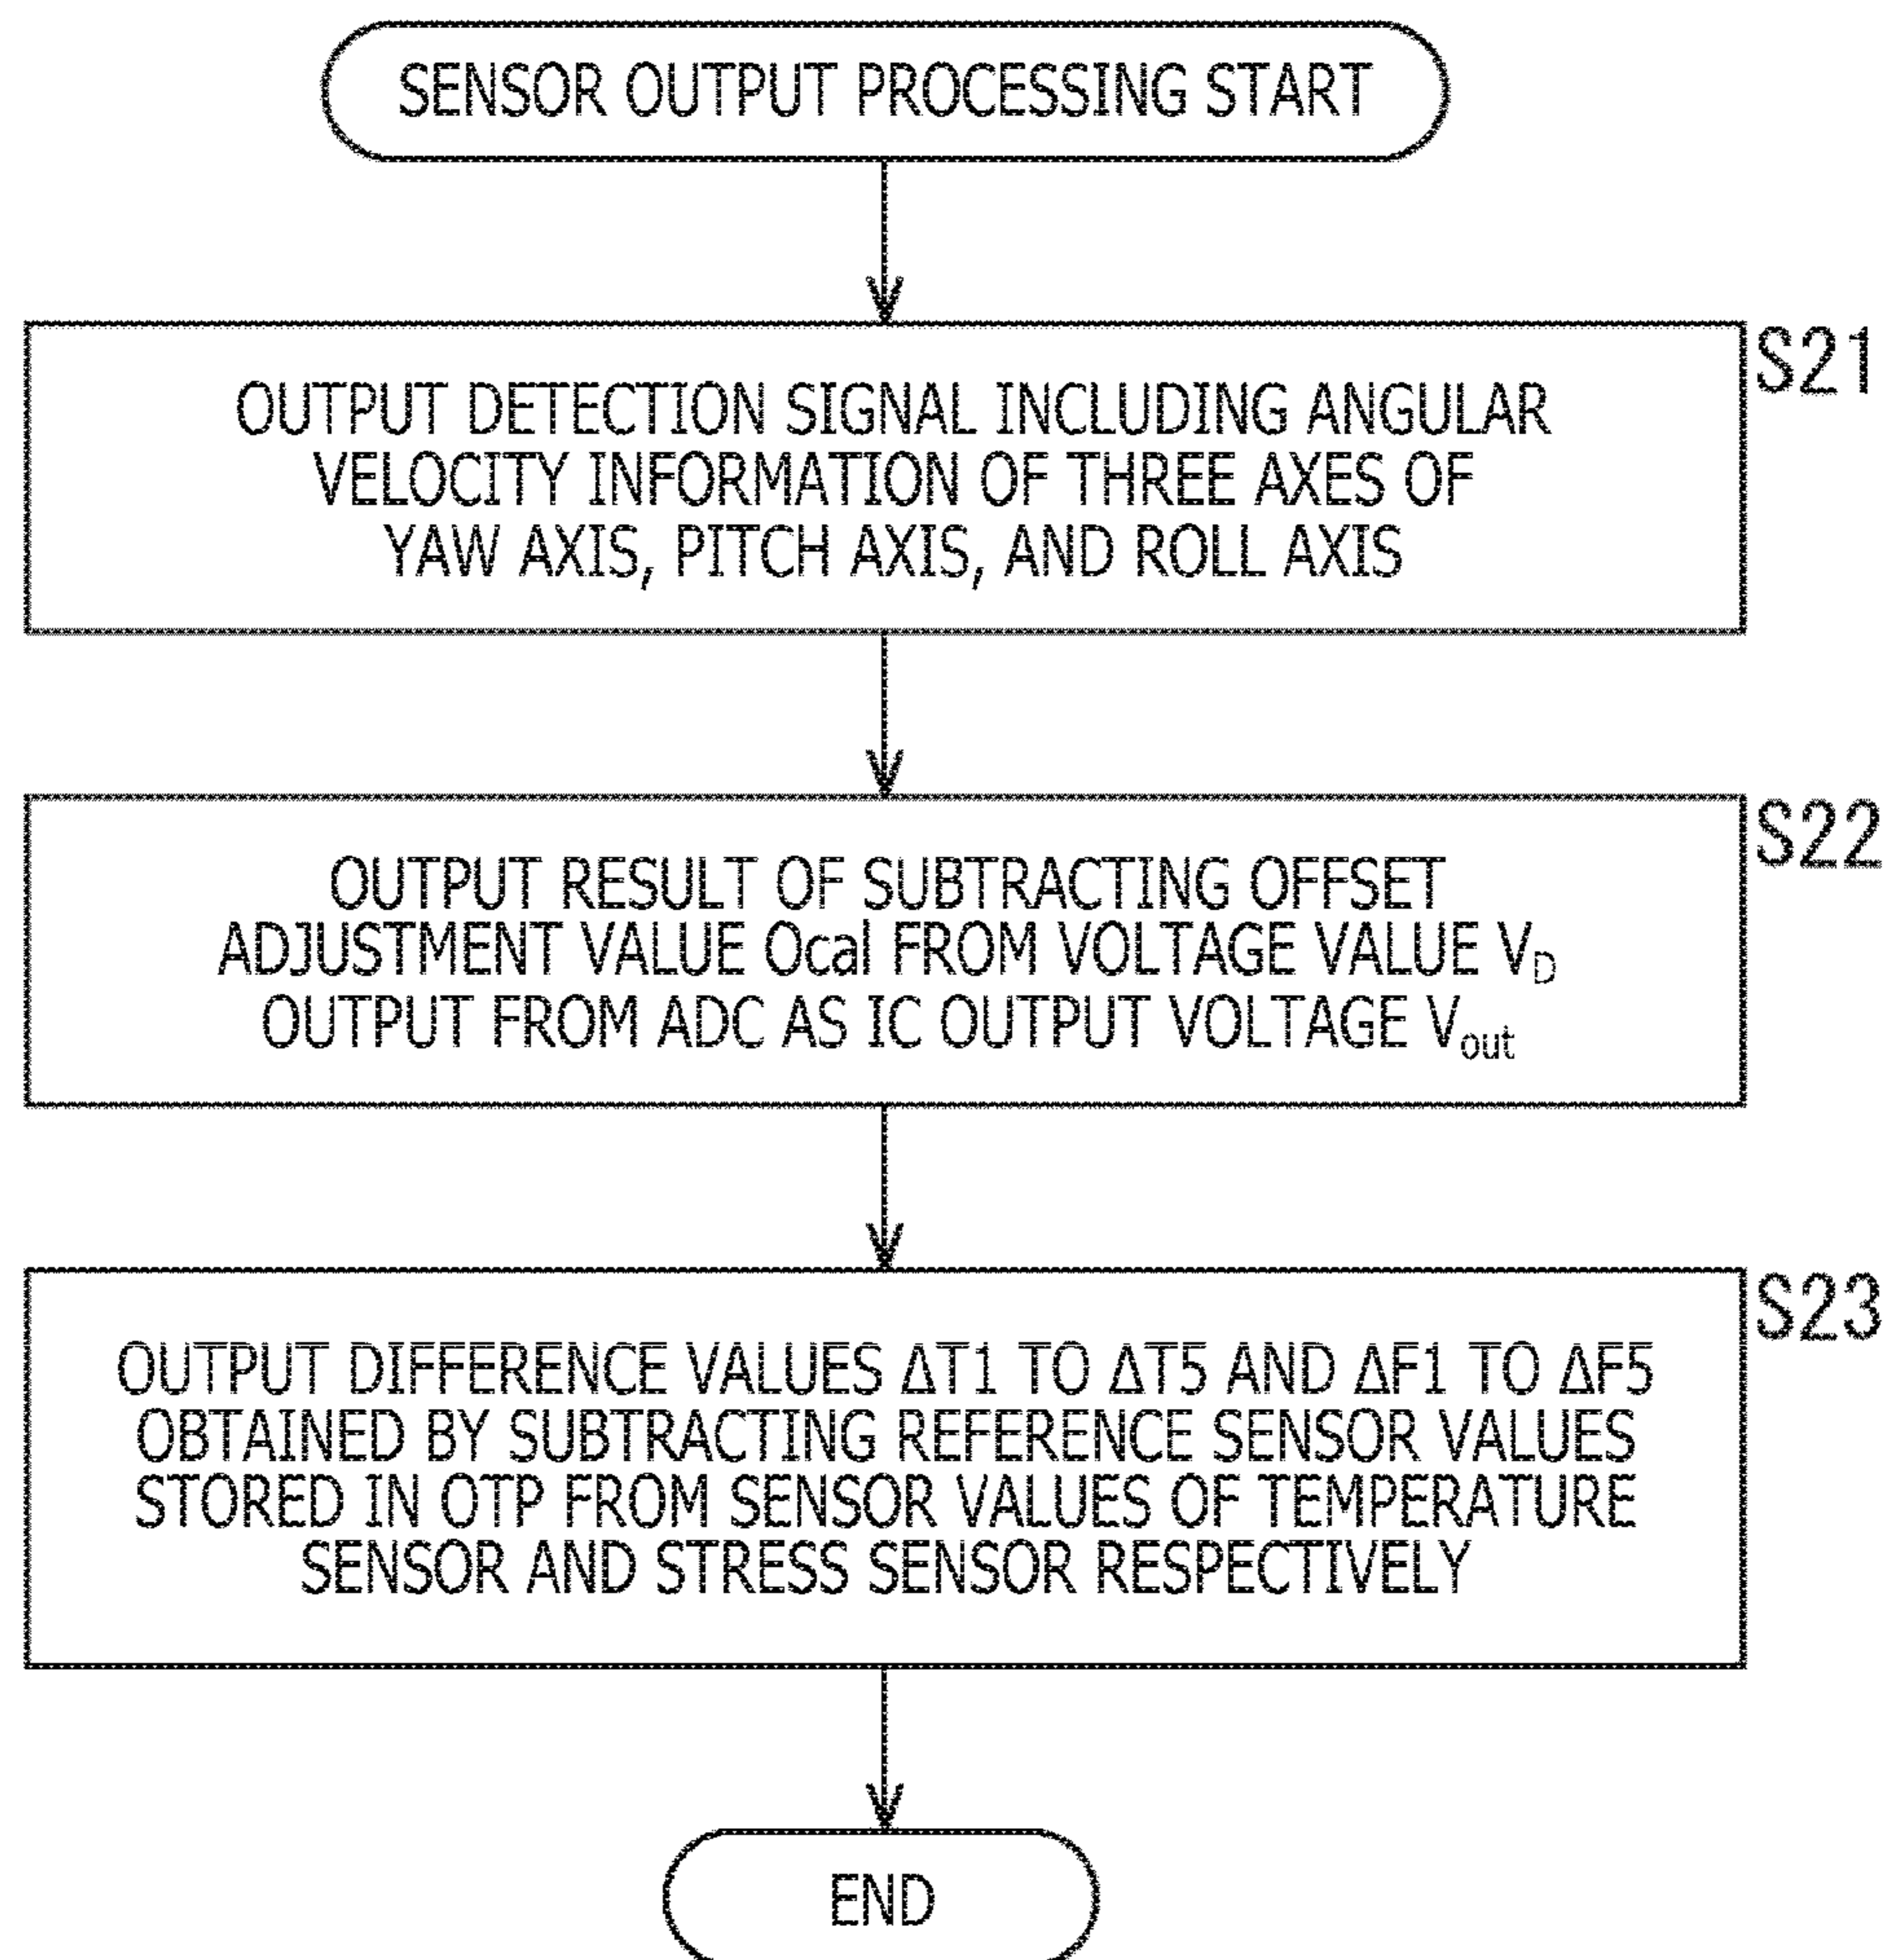 SENSOR OUTPUT PROCESSING START
S21
OUTPUT DETECTION SIGNAL INCLUDING ANGULAR
VELOCITY INFORMATION OF THREE AXES OF
YAW AXIS, PITCH AXIS, AND ROLL AXIS
S22
OUTPUT RESULT OF SUBTRACTING OFFSET
ADJUSTMENT VALUE Ocal FROM VOLTAGE VALUE VD
OUTPUT FROM ADC AS IC OUTPUT VOLTAGE Vout
S23
OUTPUT DIFFERENCE VALUES ΔT1 TO ΔT5 AND ΔF1 TO ΔF5
OBTAINED BY SUBTRACTING REFERENCE SENSOR VALUES
STORED IN OTP FROM SENSOR VALUES OF TEMPERATURE
SENSOR AND STRESS SENSOR RESPECTIVELY
END